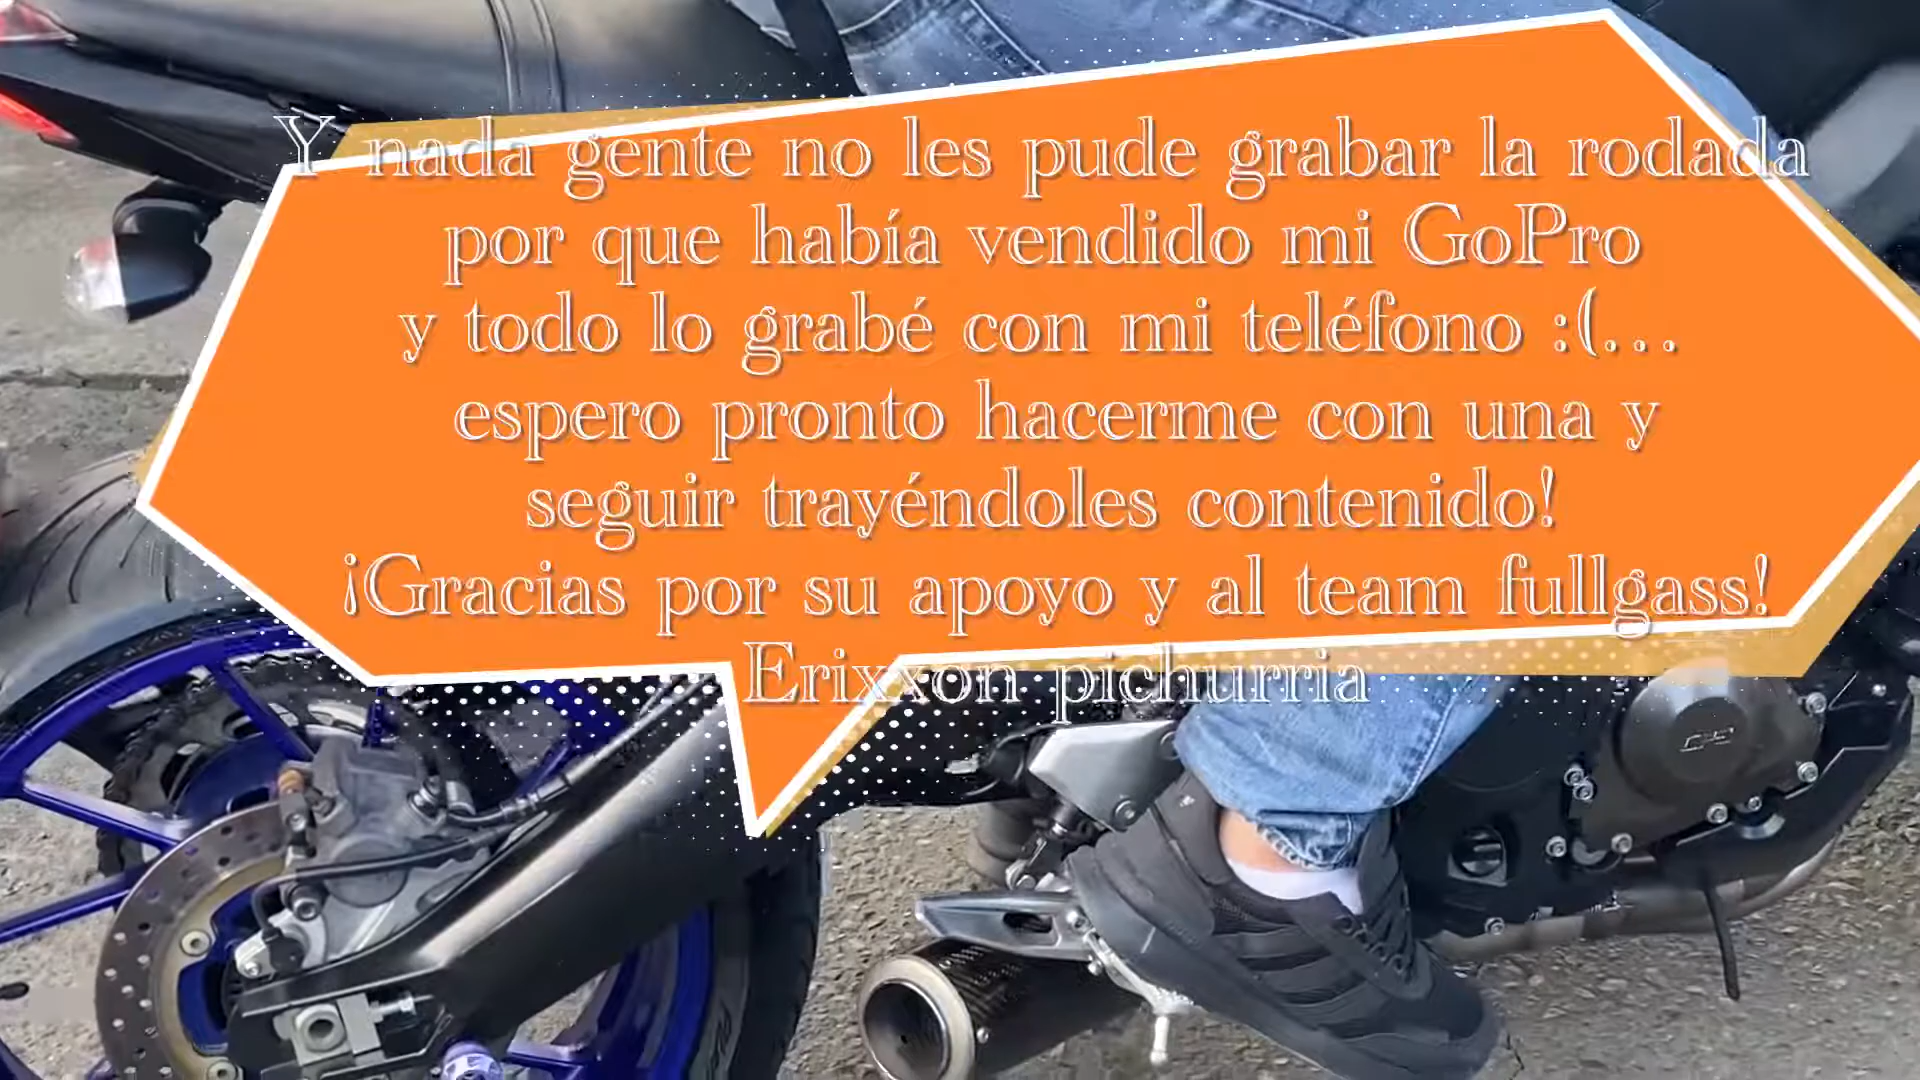 Y nada gente no les pude grabar la rodada
por que había vendido mi GoPro
y todo lo grabé con mi teléfono :(...
espero pronto hacerme con una y
seguir trayéndoles contenido!
¡Gracias por su apoyo y al team fullgass!
Erixxon pichurria